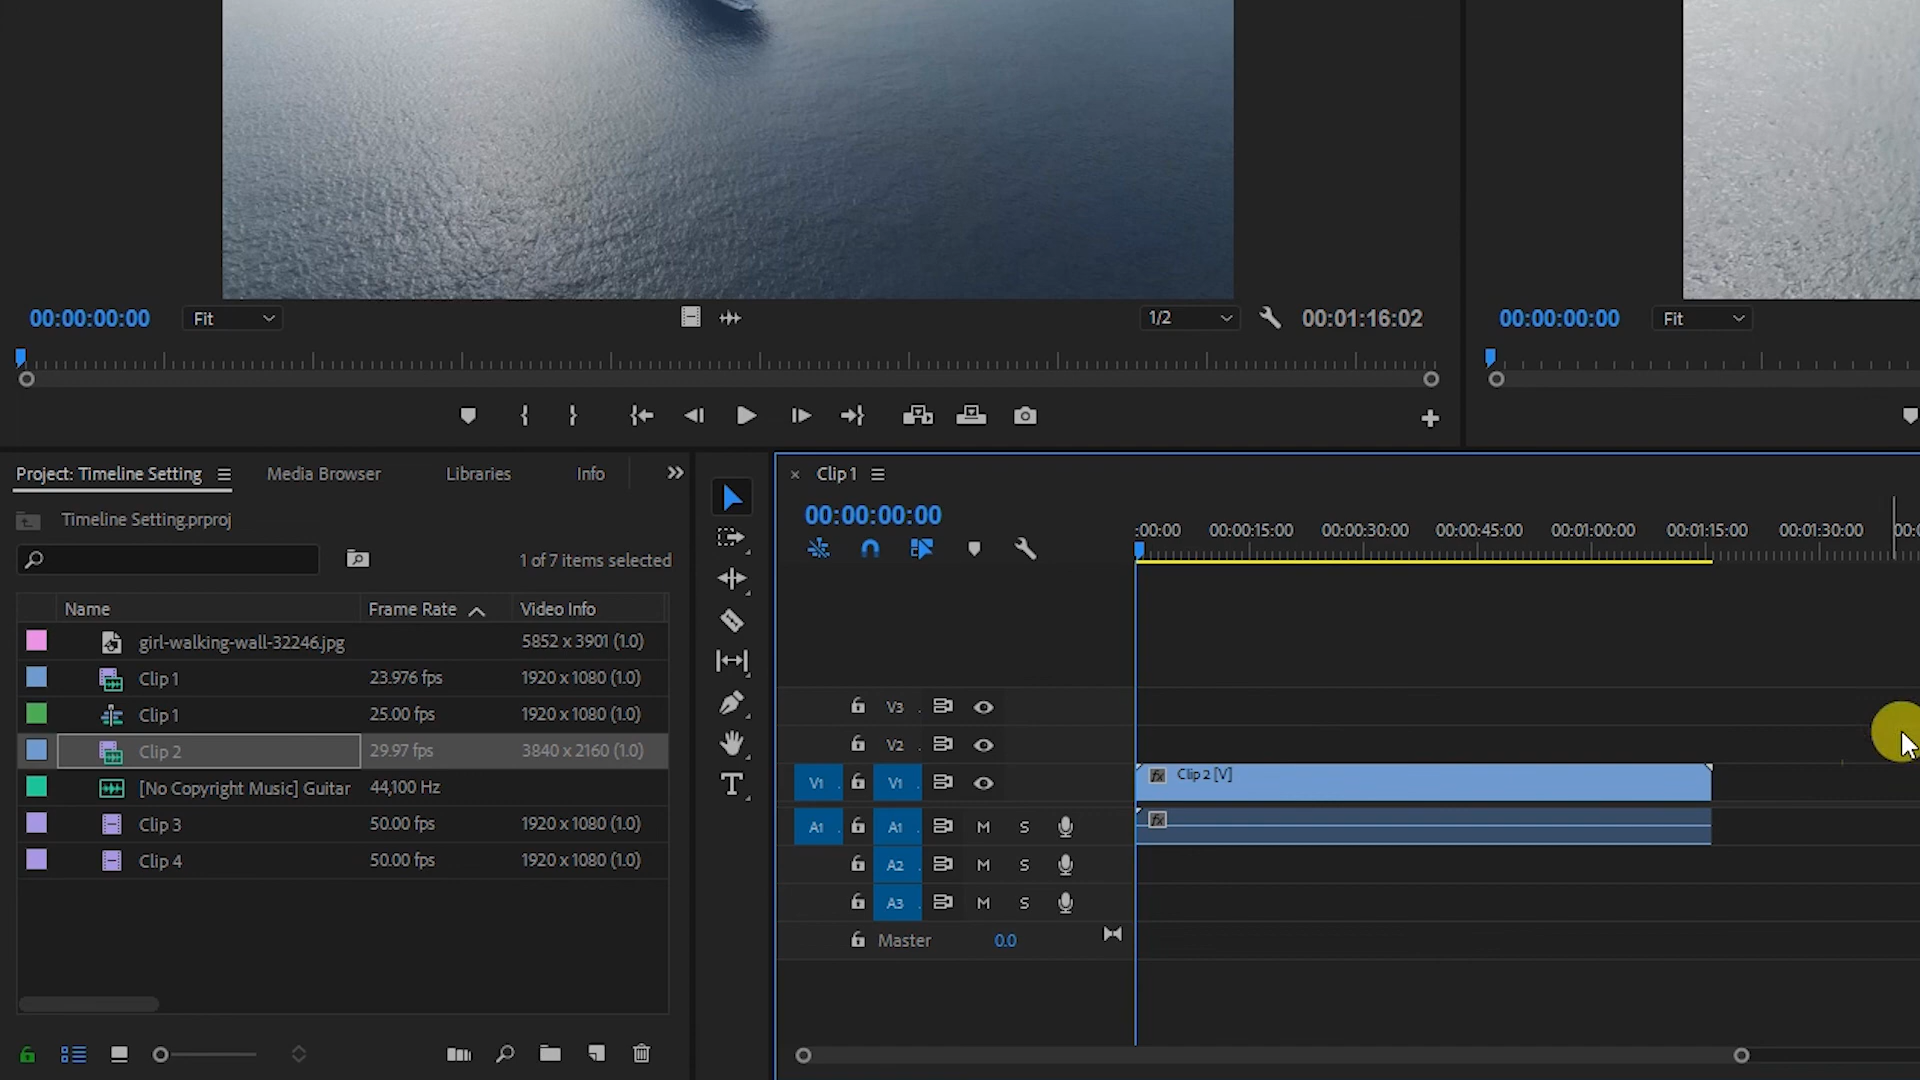 00:00:00:00 Fit 1/2 00:01:16:02 00:00:00:00 Fit
Project: Timeline Setting Media Browser Libraries Info
Timeline Setting.prproj
1 of 7 items selected
Name Frame Rate Video Info
girl-walking-wall-32246.jpg 5852 x 3901 (1.0)
Clip 1 23.976 fps 1920 x 1080 (1.0)
Clip 1 25.00 fps 1920 x 1080 (1.0)
Clip 2 29.97 fps 3840 x 2160 (1.0)
[No Copyright Music] Guitar 44,100 Hz
Clip 3 50.00 fps 1920 x 1080 (1.0)
Clip 4 50.00 fps 1920 x 1080 (1.0)
× Clip 1
00:00:00:00
:00:00 00:00:15:00 00:00:30:00 00:00:45:00 00:01:00:00 00:01:15:00 00:01:30:00 00:0
V3
V2
V1 V1 fx Clip 2 [V]
A1 A1 M S fx
A2 M S
A3 M S
Master 0.0